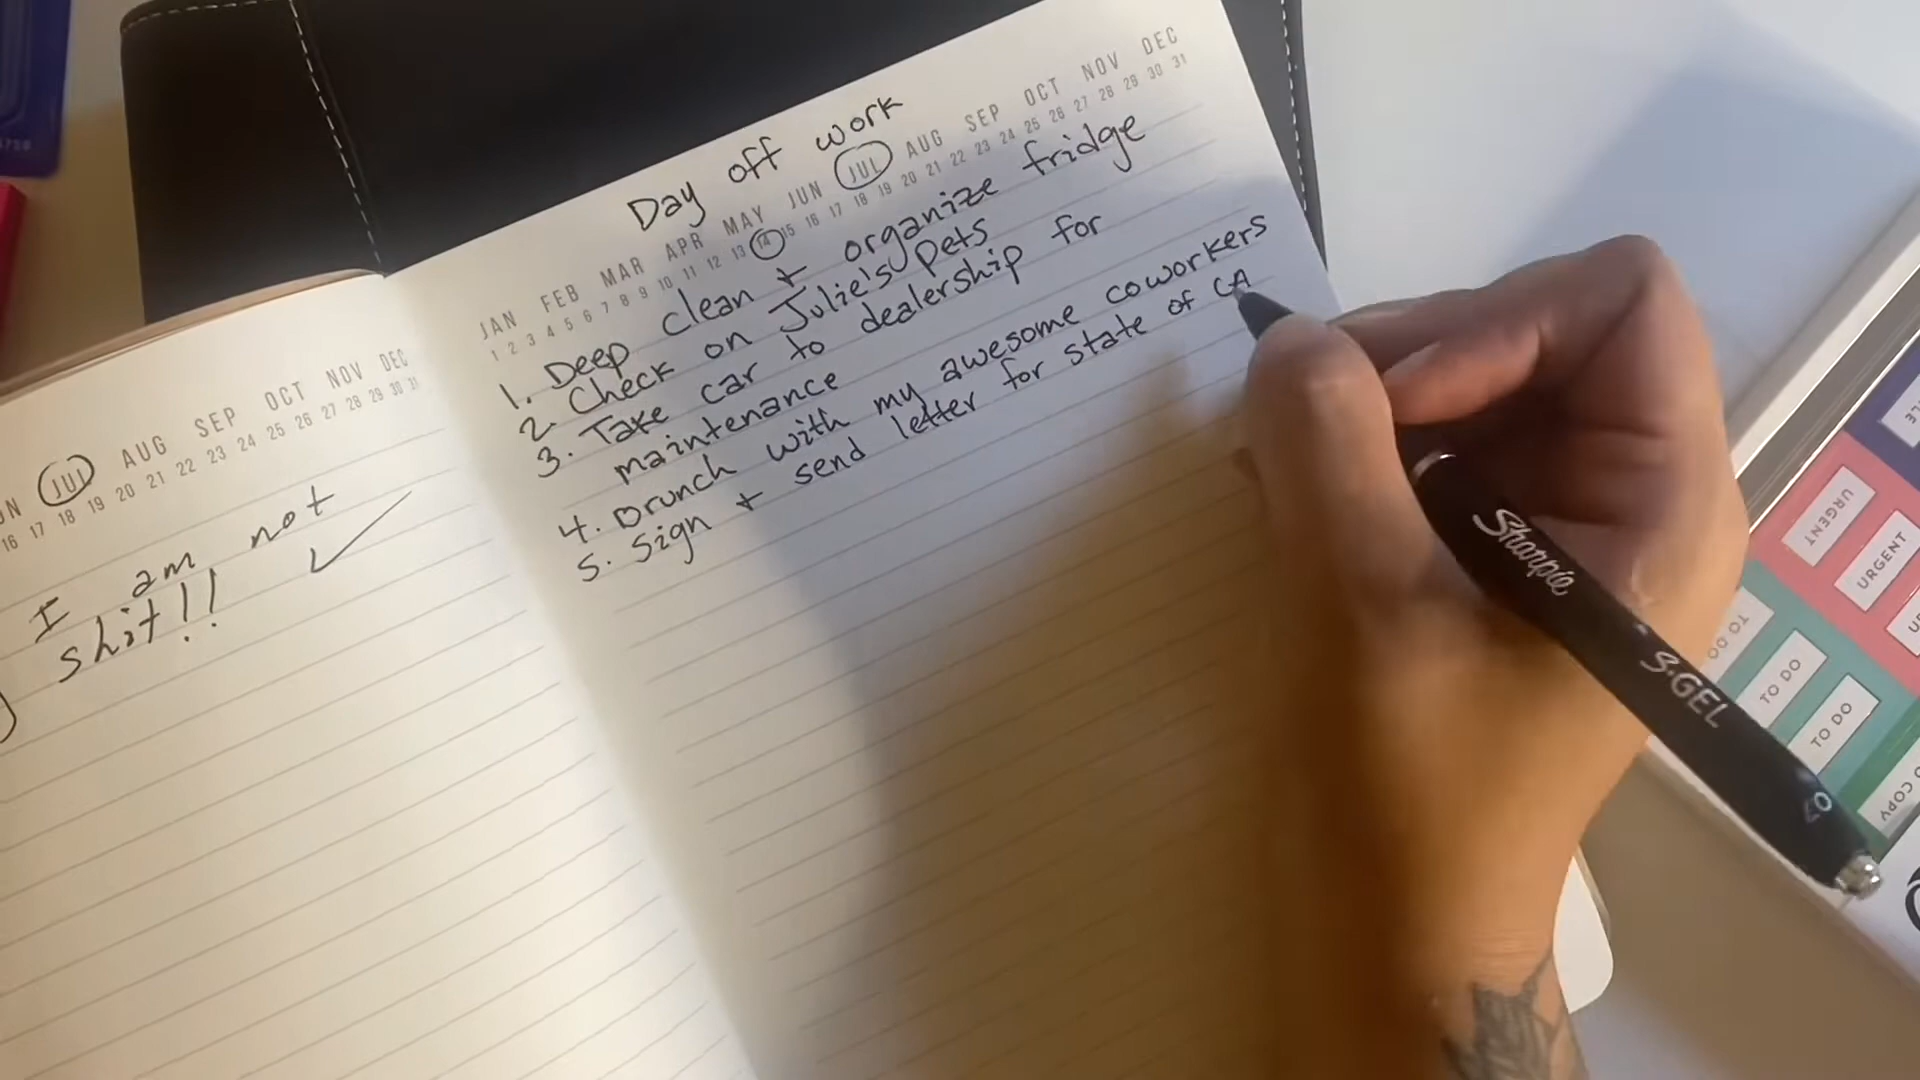 UN JUL AUG SEP OCT NOV DEC
16 17 18 19 20 21 22 23 24 25 26 27 28 29 30 31
I am not
shit!!
Day off work
JAN FEB MAR APR MAY JUN JUL AUG SEP OCT NOV DEC
1 2 3 4 5 6 7 8 9 10 11 12 13 14 15 16 17 18 19 20 21 22 23 24 25 26 27 28 29 30 31
1. Deep clean + organize fridge
2. Check on Julie's pets
3. Take car to dealership for
maintenance
4. Drunch with my awesome coworkers
5. Sign + send letter for state of CA
Sharpie S·GEL 0.7
URGENT
URGENT
TO DO
TO DO
TO DO
COPY